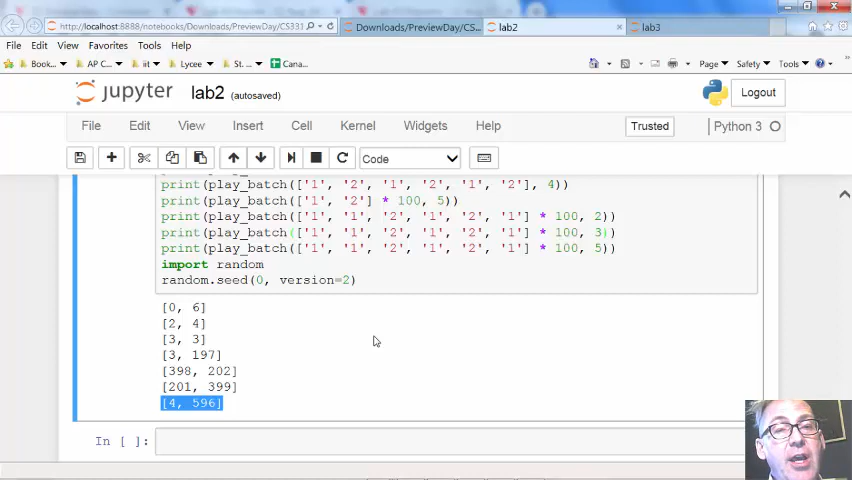 http://localhost:8888/notebooks/Downloads/PreviewDay/CS331
Downloads/PreviewDay/CS...
lab2
lab3
File Edit View Favorites Tools Help
Book... AP C... iit Lycee St. ... Cana...
Page Safety Tools
jupyter lab2 (autosaved)
Logout
File Edit View Insert Cell Kernel Widgets Help
Trusted
Python 3
Code
print(play_batch(['1', '2', '1', '2', '1', '2'], 4))
print(play_batch(['1', '2'] * 100, 5))
print(play_batch(['1', '1', '2', '1', '2', '1'] * 100, 2))
print(play_batch(['1', '1', '2', '1', '2', '1'] * 100, 3))
print(play_batch(['1', '1', '2', '1', '2', '1'] * 100, 5))
import random
random.seed(0, version=2)
[0, 6]
[2, 4]
[3, 3]
[3, 197]
[398, 202]
[201, 399]
[4, 596]
In [ ]: